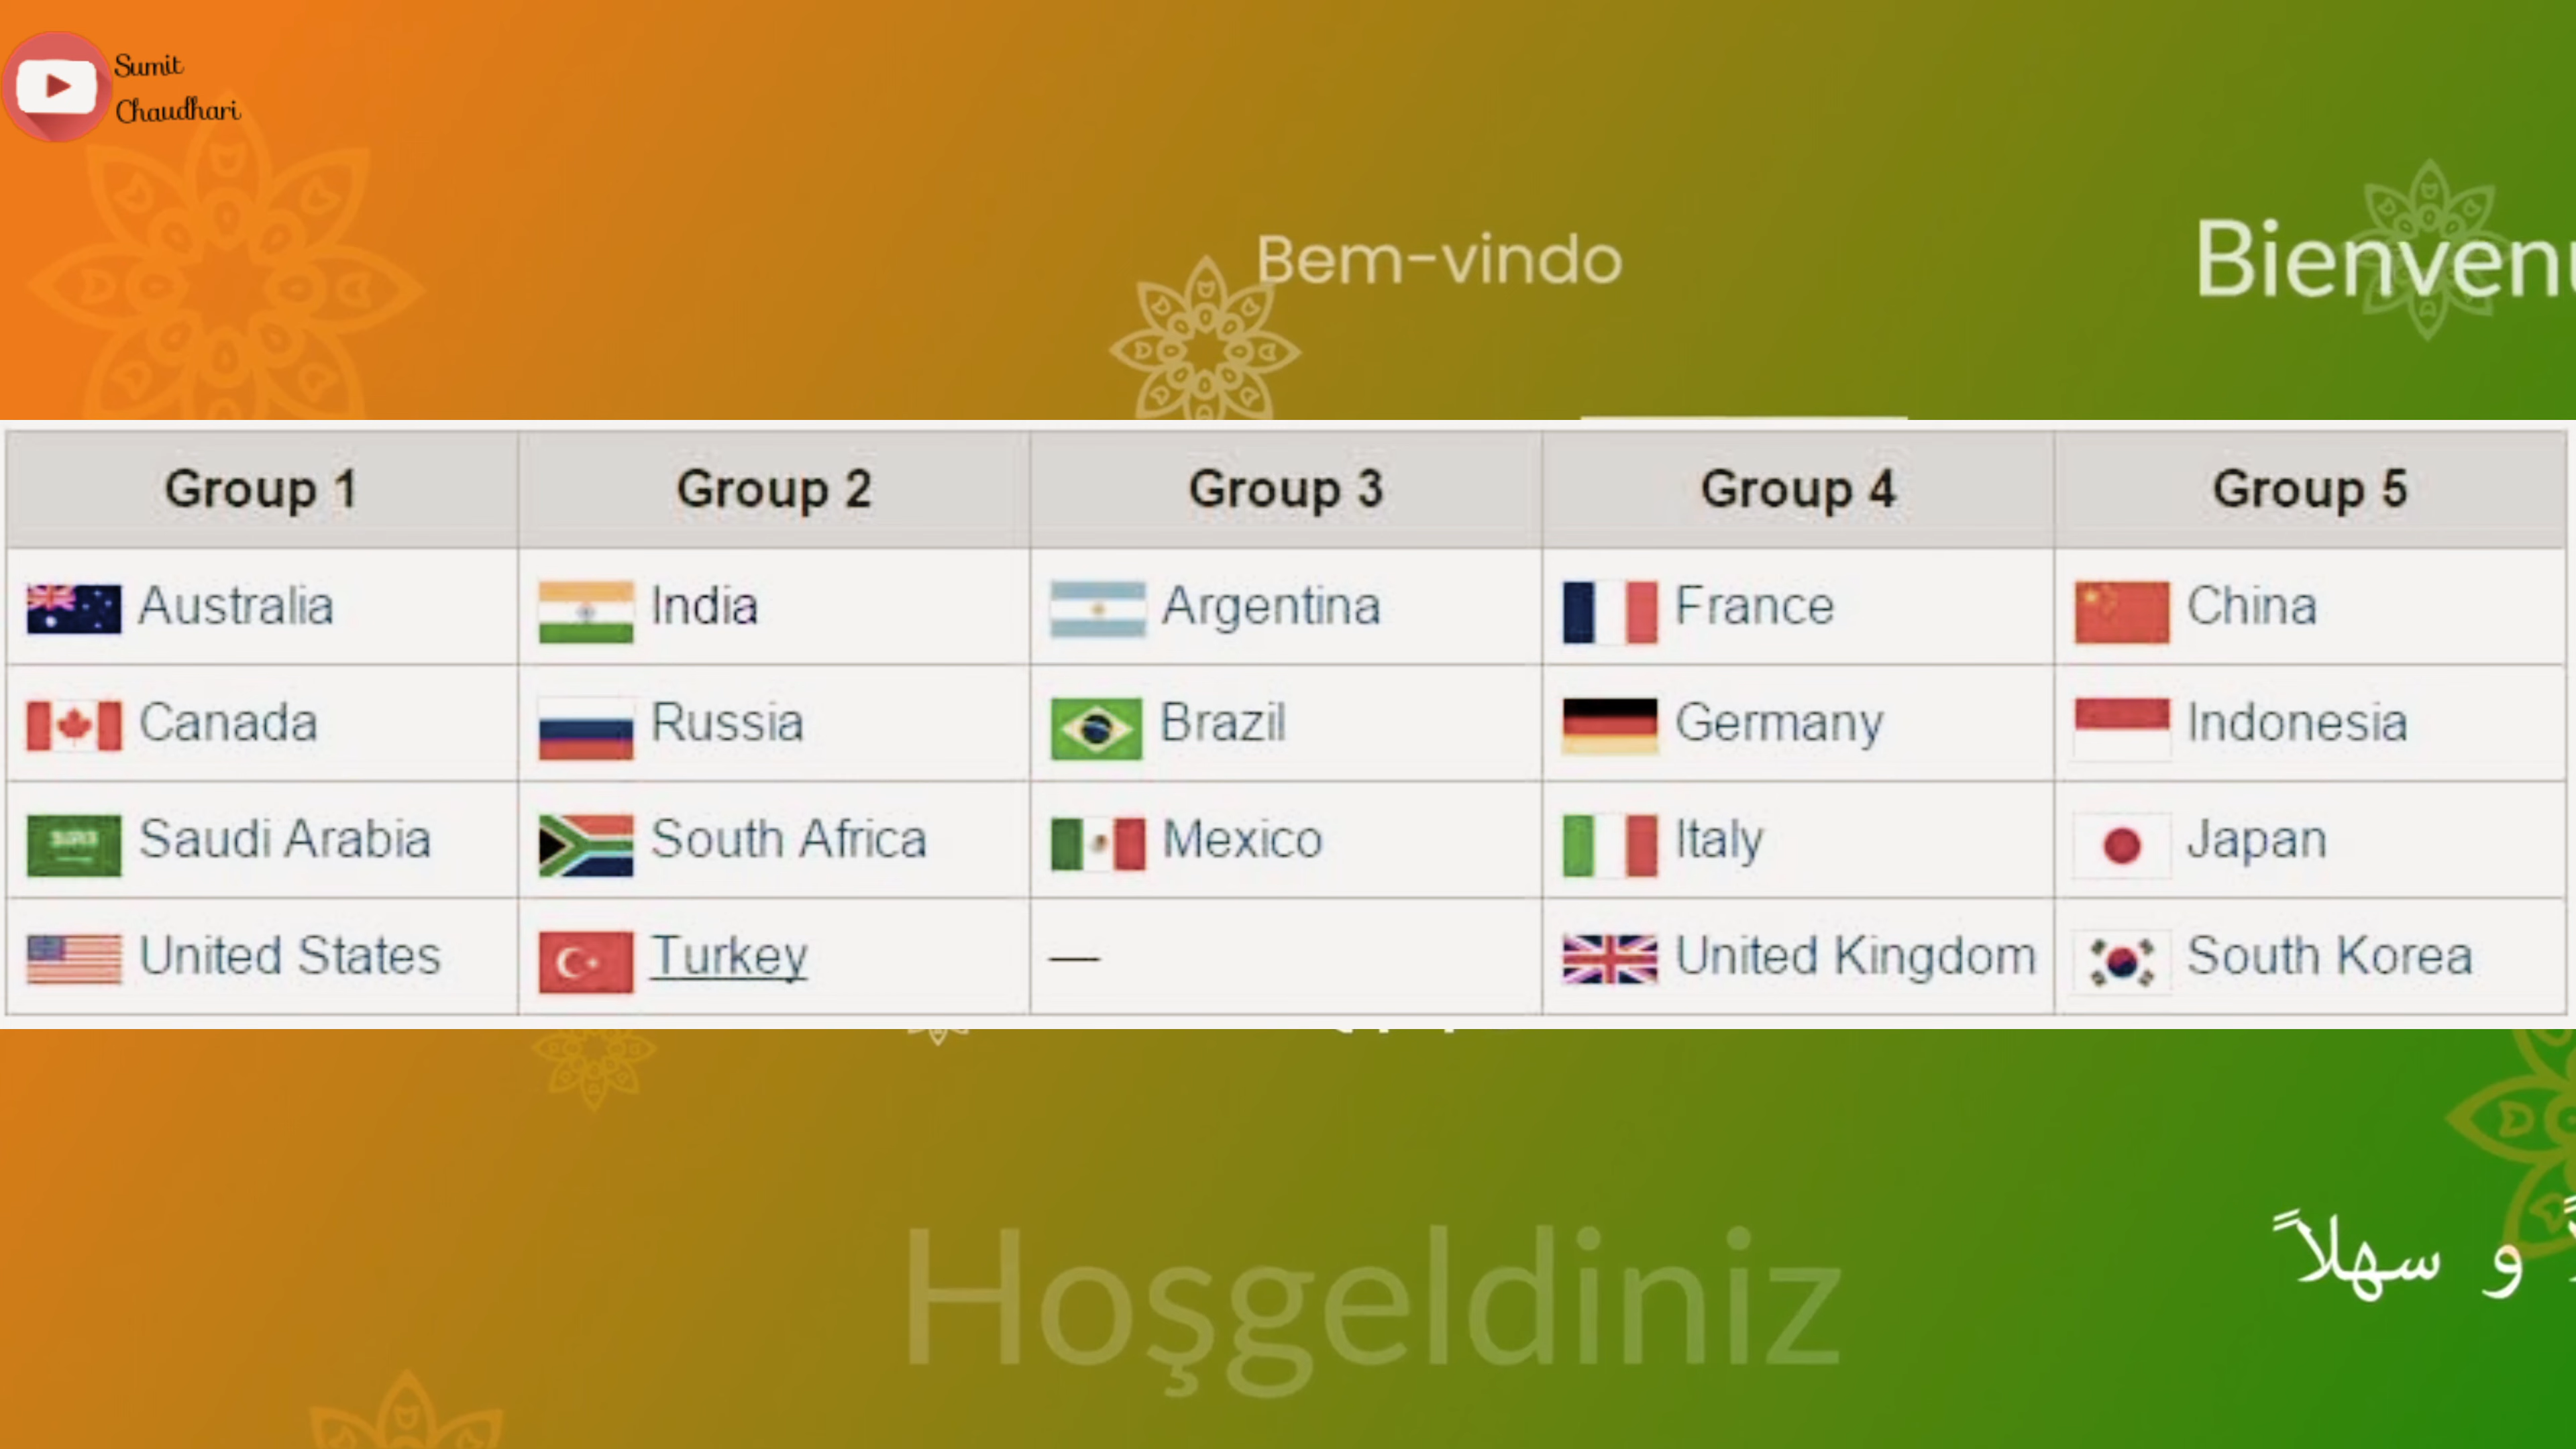 Sumit
Chaudhari
Bem-vindo
Bienvenu
Group 1 Group 2 Group 3 Group 4 Group 5
Australia India Argentina France China
Canada Russia Brazil Germany Indonesia
Saudi Arabia South Africa Mexico Italy Japan
United States Turkey — United Kingdom South Korea
و سهلاً
Hoşgeldiniz